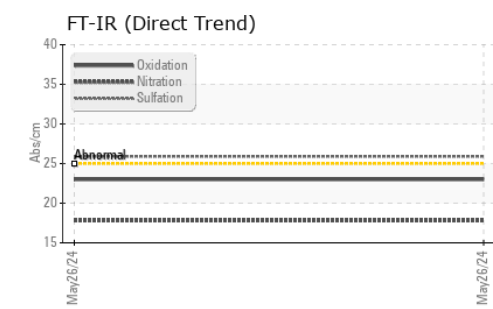 FT-IR (Direct Trend)
40
Oxidation
35
Nitration
Sulfation
30
Abs/cm
Abnormal
25
20
15
May26/24
May26/24